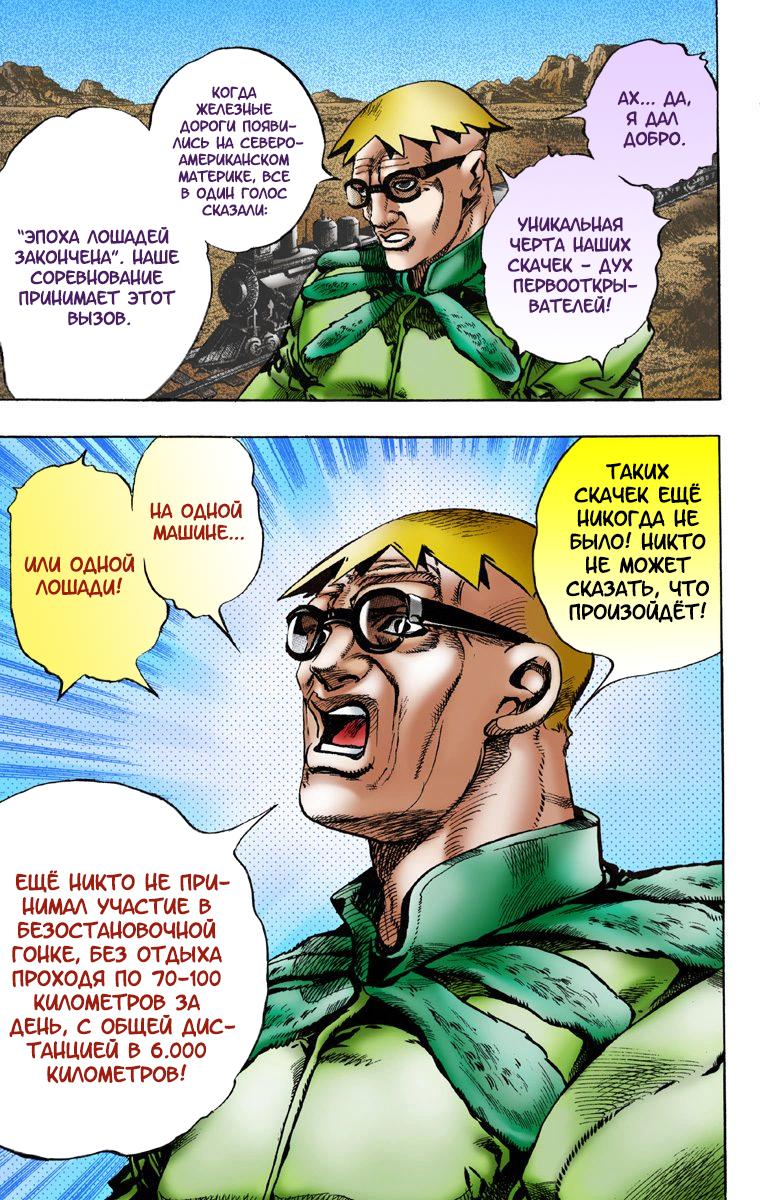 АХ... ДА,
Я ДАЛ
ДОБРО.
УНИКАЛЬНАЯ
ЧЕРТА НАШИХ
СКАЧЕК – ДУХ
ПЕРВООТКРЫ-
ВАТЕЛЕЙ!
КОГДА
ЖЕЛЕЗНЫЕ
ДОРОГИ ПОЯВИ-
ЛИСЬ НА СЕВЕРО-
АМЕРИКАНСКОМ
МАТЕРИКЕ, ВСЕ
В ОДИН ГОЛОС
СКАЗАЛИ:
"ЭПОХА ЛОШАДЕЙ
ЗАКОНЧЕНА". НАШЕ
СОРЕВНОВАНИЕ
ПРИНИМАЕТ ЭТОТ
ВЫЗОВ.
ТАКИХ
СКАЧЕК ЕЩЁ
НИКОГДА НЕ
БЫЛО! НИКТО
НЕ МОЖЕТ
СКАЗАТЬ, ЧТО
ПРОИЗОЙДЁТ!
НА ОДНОЙ
МАШИНЕ...
ИЛИ ОДНОЙ
ЛОШАДИ!
ЕЩЁ НИКТО НЕ ПРИ-
НИМАЛ УЧАСТИЕ В
БЕЗОСТАНОВОЧНОЙ
ГОНКЕ, БЕЗ ОТДЫХА
ПРОХОДЯ ПО 70-100
КИЛОМЕТРОВ ЗА
ДЕНЬ, С ОБЩЕЙ ДИС-
ТАНЦИЕЙ В 6.000
КИЛОМЕТРОВ!